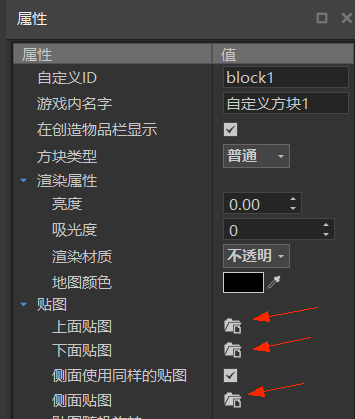 属性
属性 值
自定义ID block1
游戏内名字 自定义方块1
在创造物品栏显示
方块类型 普通
渲染属性
亮度 0.00
吸光度 0
渲染材质 不透明
地图颜色
贴图
上面贴图
下面贴图
侧面使用同样的贴图
侧面贴图